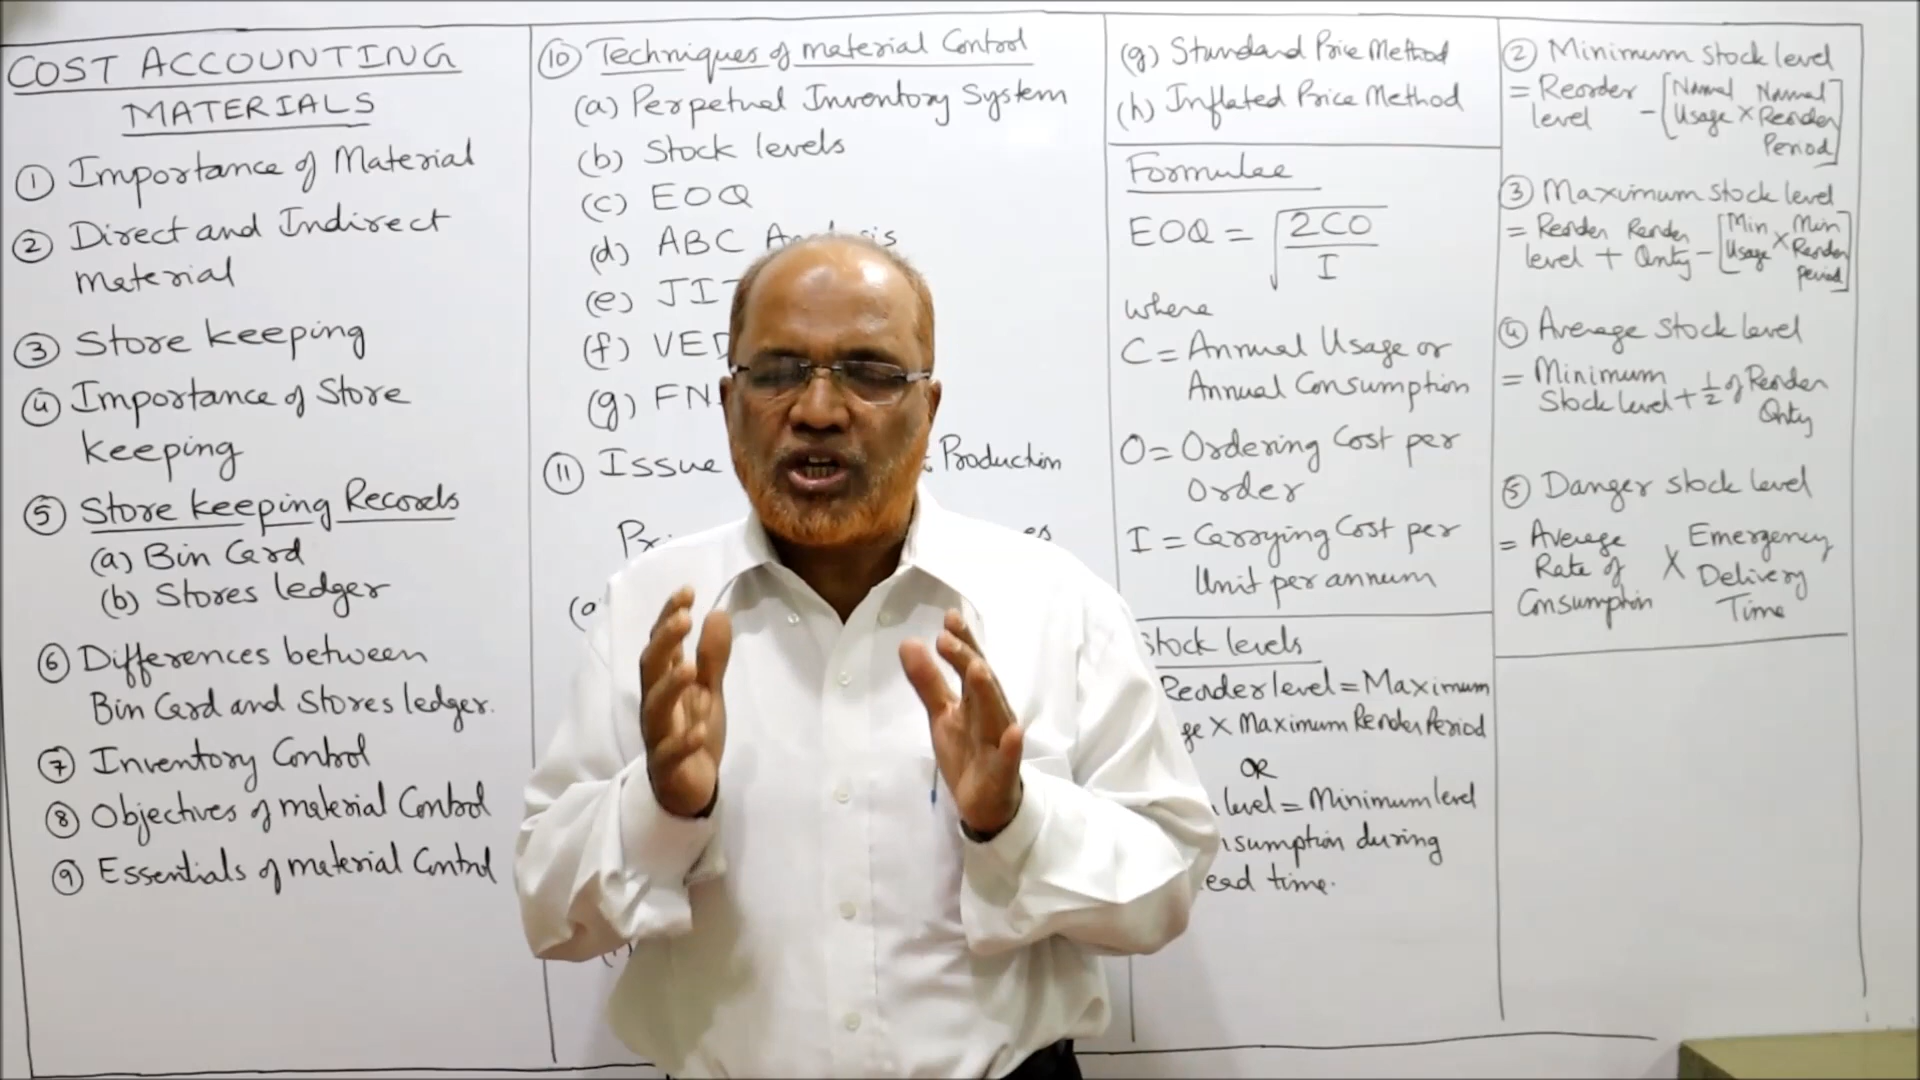 COST ACCOUNTING
MATERIALS
① Importance of Material
② Direct and Indirect
material
③ Store keeping
④ Importance of Store
keeping
⑤ Store keeping Records
(a) Bin Card
(b) Stores ledger
⑥ Differences between
Bin Card and Stores ledger.
⑦ Inventory Control
⑧ Objectives of material Control
⑨ Essentials of material Control
⑩ Techniques of material Control
(a) Perpetual Inventory System
(b) Stock levels
(c) EOQ
(d) ABC
(e) JI
(f) VED
(g) FN
⑪ Issue Production
Pr
es
(a
(g) Standard Price Method
(h) Inflated Price Method
Formulae
EOQ = √2CO/I
where
C = Annual Usage or
Annual Consumption
O = Ordering Cost per
Order
I = Carrying Cost per
Unit per annum
Stock levels
Reorder level = Maximum
ge X Maximum Reorder Period
OR
level = Minimum level
sumption during
ead time.
② Minimum stock level
= Reorder level - [Normal Usage X Normal Reorder Period]
③ Maximum stock level
= Reorder level + Reorder Qnty - [Min Usage X Min Reorder period]
④ Average stock level
= Minimum Stock level + 1/2 of Reorder Qnty
⑤ Danger stock level
= Average Rate of Consumption X Emergency Delivery Time